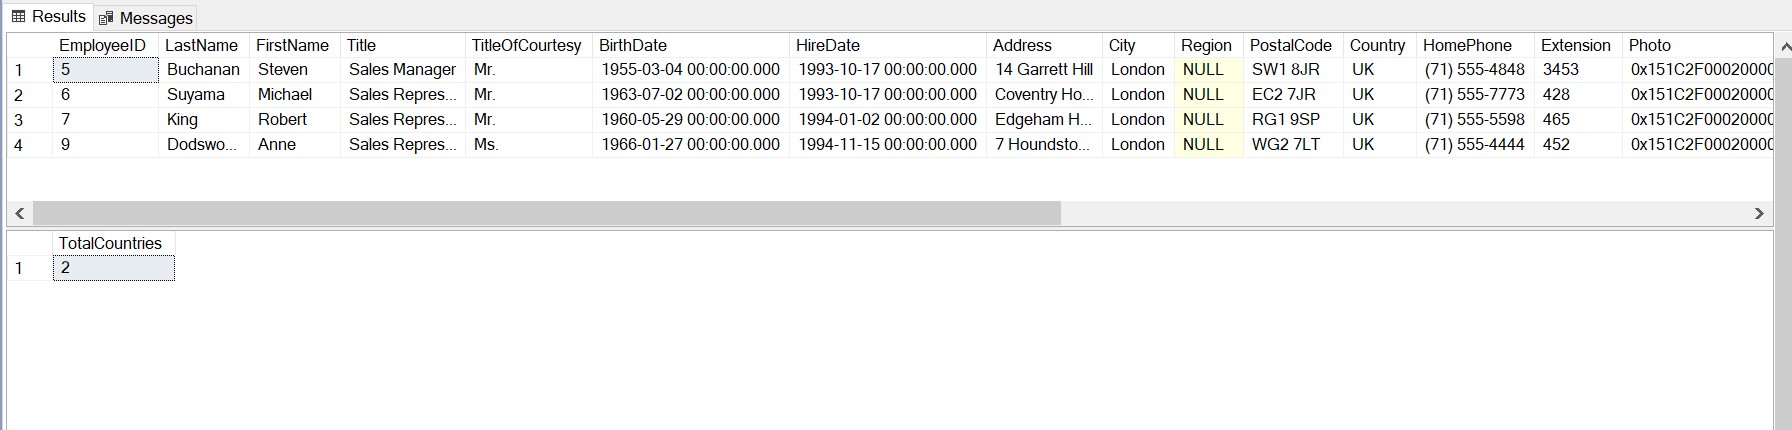 Results Messages
EmployeeID LastName FirstName Title TitleOfCourtesy BirthDate HireDate Address City Region PostalCode Country HomePhone Extension Photo
1 5 Buchanan Steven Sales Manager Mr. 1955-03-04 00:00:00.000 1993-10-17 00:00:00.000 14 Garrett Hill London NULL SW1 8JR UK (71) 555-4848 3453 0x151C2F00020000
2 6 Suyama Michael Sales Repres... Mr. 1963-07-02 00:00:00.000 1993-10-17 00:00:00.000 Coventry Ho... London NULL EC2 7JR UK (71) 555-7773 428 0x151C2F00020000
3 7 King Robert Sales Repres... Mr. 1960-05-29 00:00:00.000 1994-01-02 00:00:00.000 Edgeham H... London NULL RG1 9SP UK (71) 555-5598 465 0x151C2F00020000
4 9 Dodswo... Anne Sales Repres... Ms. 1966-01-27 00:00:00.000 1994-11-15 00:00:00.000 7 Houndsto... London NULL WG2 7LT UK (71) 555-4444 452 0x151C2F00020000
TotalCountries
1 2